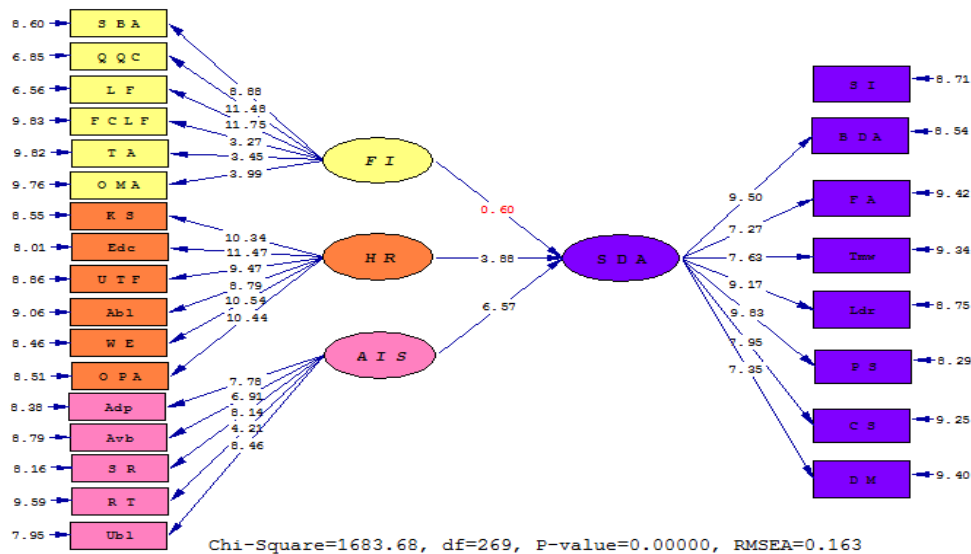 8.60 S B A
6.85 Q Q C
6.56 L F
9.83 F C L F
9.82 T A
9.76 O M A
8.55 K S
8.01 Edc
8.86 U T F
9.06 Abl
8.46 W E
8.51 O P A
8.38 Adp
8.79 Avb
8.16 S R
9.59 R T
7.95 Ubl
8.88
11.48
11.75
3.27
3.45
3.99
10.34
11.47
9.47
8.79
10.54
10.44
7.78
6.91
8.14
4.21
8.46
F I
H R
A I S
0.60
3.88
6.57
S D A
9.50
7.27
7.63
9.17
9.83
7.95
7.35
S I 8.71
B D A 8.54
F A 9.42
Tmw 9.34
Ldr 8.75
P S 8.29
C S 9.25
D M 9.40
Chi-Square=1683.68, df=269, P-value=0.00000, RMSEA=0.163